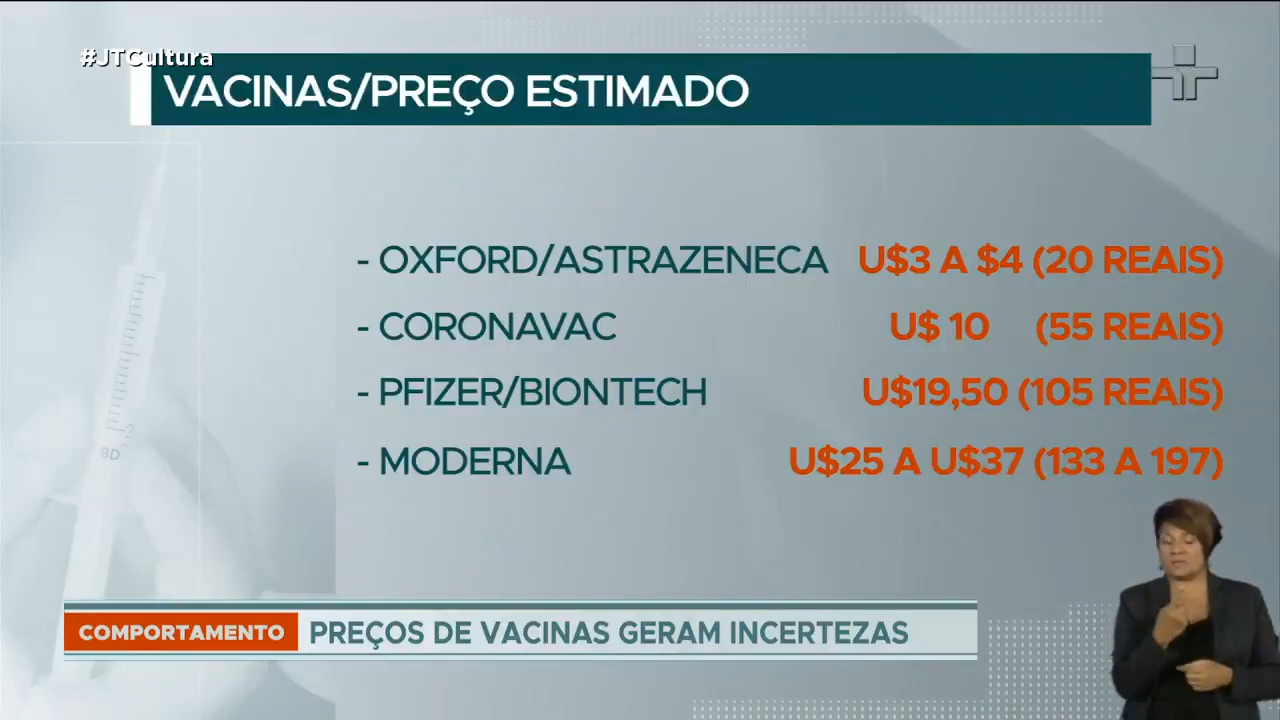 #JTCultura
VACINAS/PREÇO ESTIMADO
- OXFORD/ASTRAZENECA U$3 A $4 (20 REAIS)
- CORONAVAC U$ 10 (55 REAIS)
- PFIZER/BIONTECH U$19,50 (105 REAIS)
- MODERNA U$25 A U$37 (133 A 197)
BD
COMPORTAMENTO PREÇOS DE VACINAS GERAM INCERTEZAS